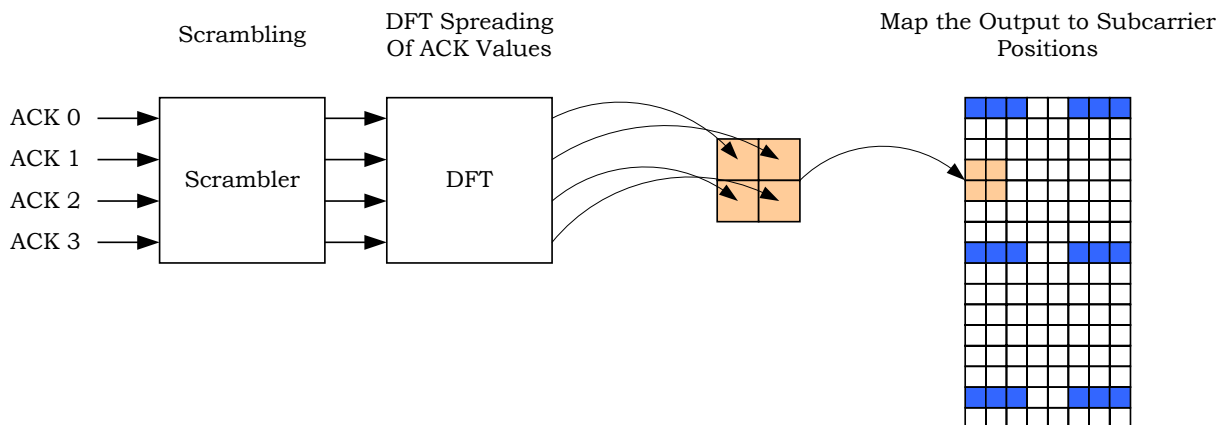 Scrambling
DFT Spreading
Of ACK Values
Map the Output to Subcarrier
Positions
ACK 0
ACK 1
ACK 2
ACK 3
Scrambler
DFT